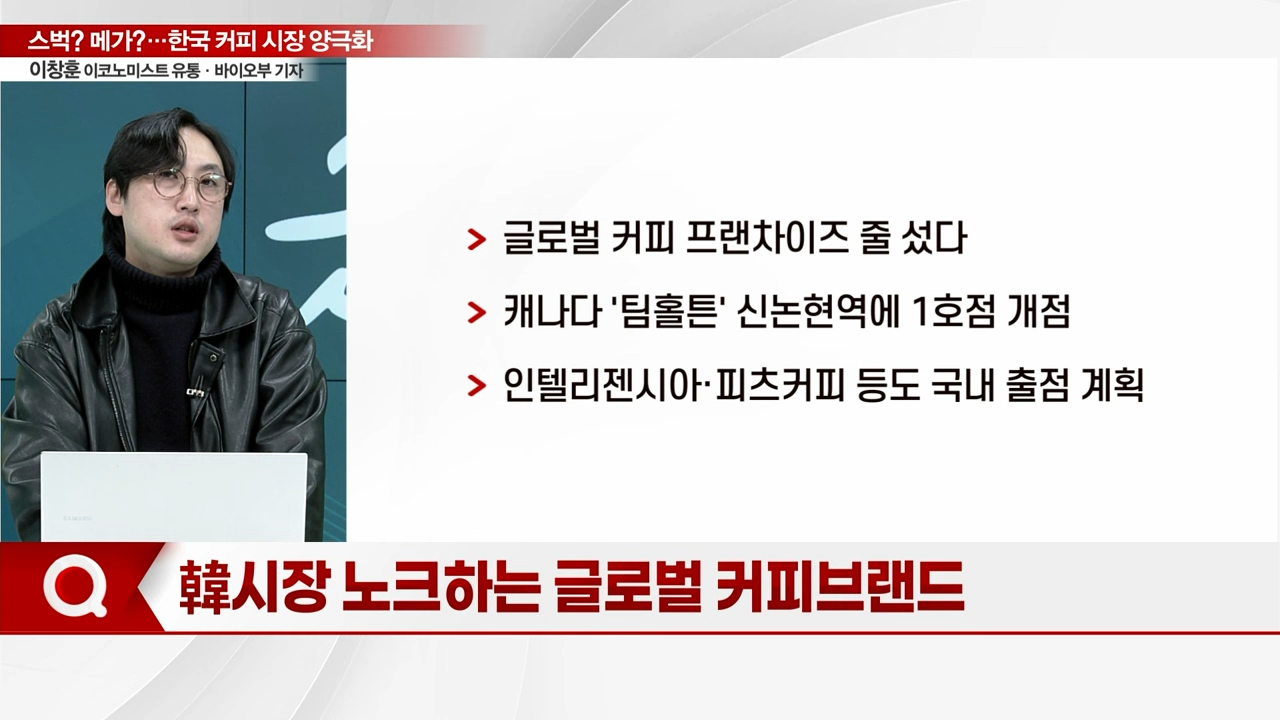 스벅? 메가?…한국 커피 시장 양극화
이창훈 이코노미스트 유통·바이오부 기자
> 글로벌 커피 프랜차이즈 줄 섰다
> 캐나다 '팀홀튼' 신논현역에 1호점 개점
> 인텔리젠시아·피츠커피 등도 국내 출점 계획
Q 韓시장 노크하는 글로벌 커피브랜드